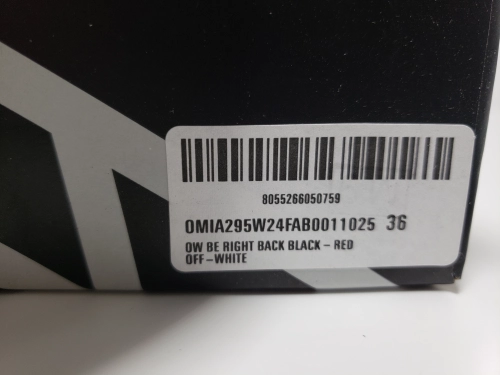 8055266050759
OMIA295W24FAB0011025 36
OW BE RIGHT BACK BLACK - RED
OFF-WHITE